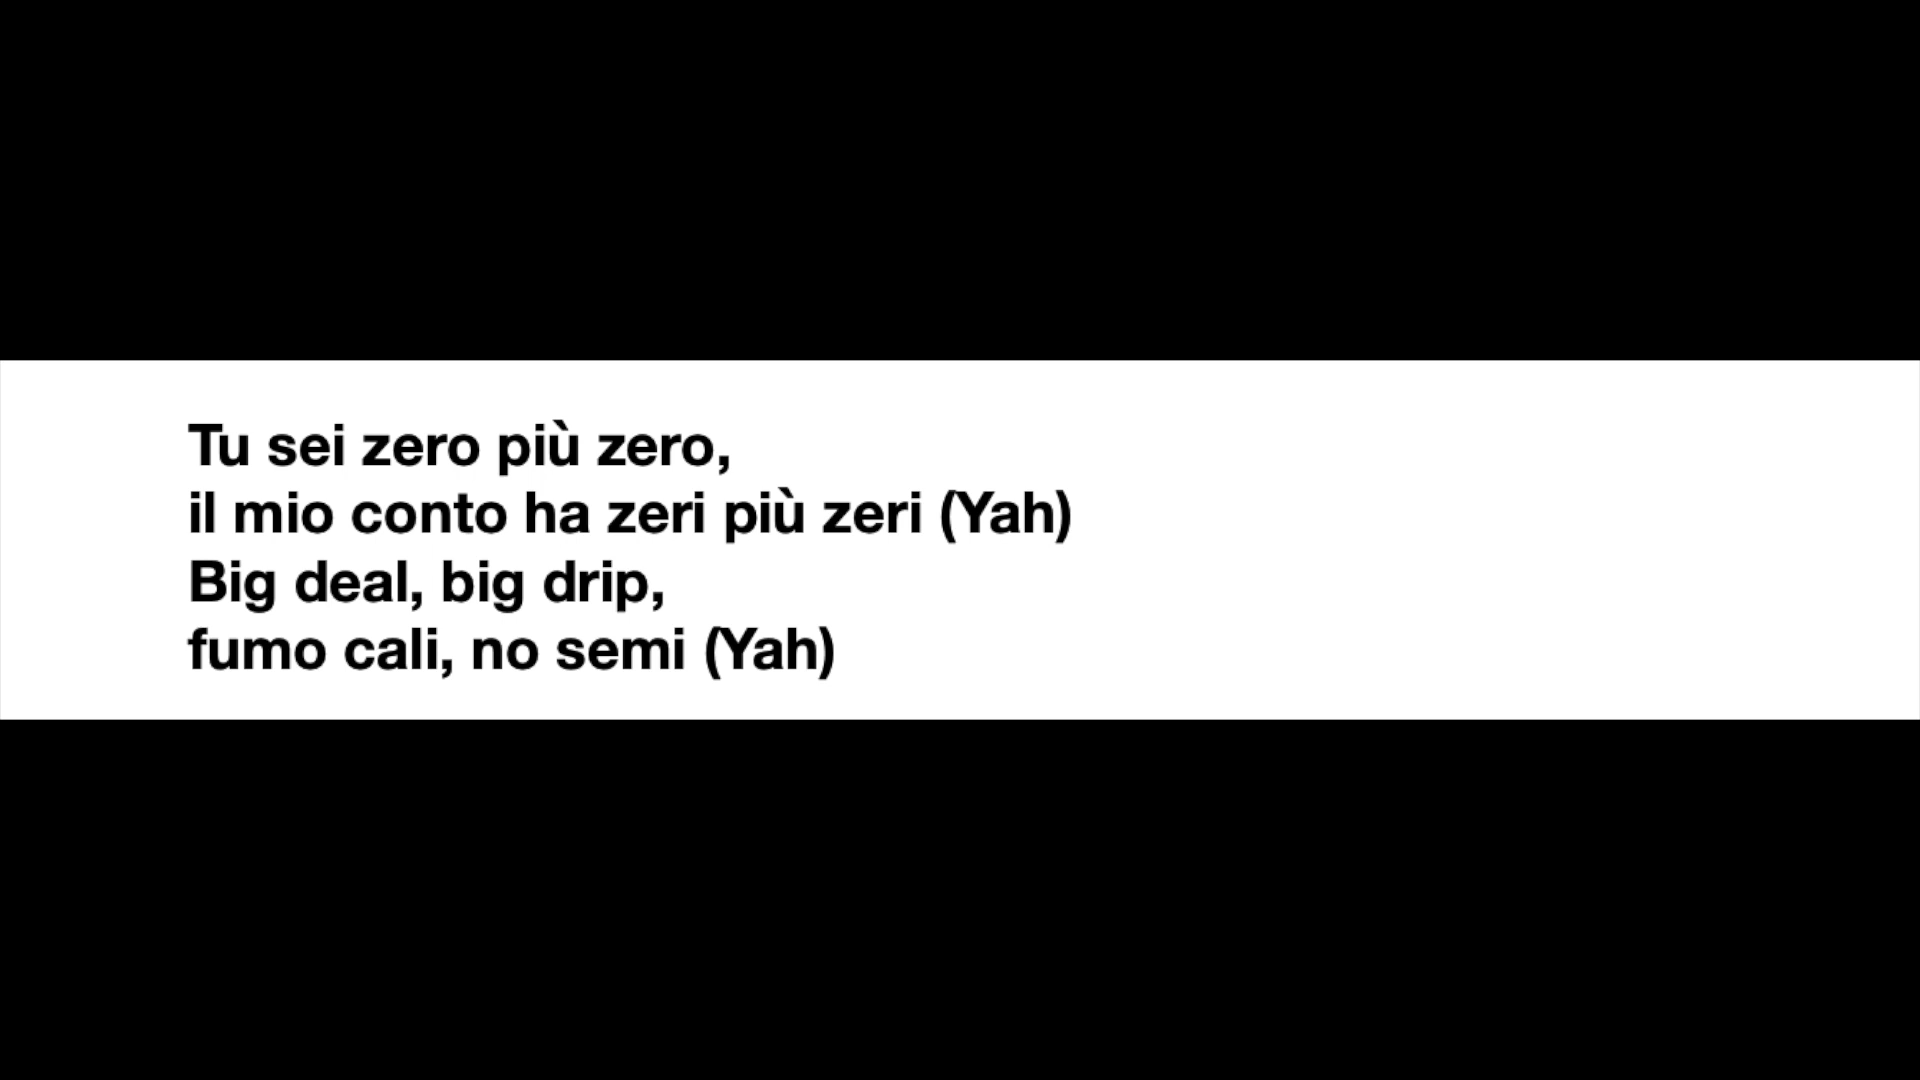 Tu sei zero più zero,
il mio conto ha zeri più zeri (Yah)
Big deal, big drip,
fumo cali, no semi (Yah)